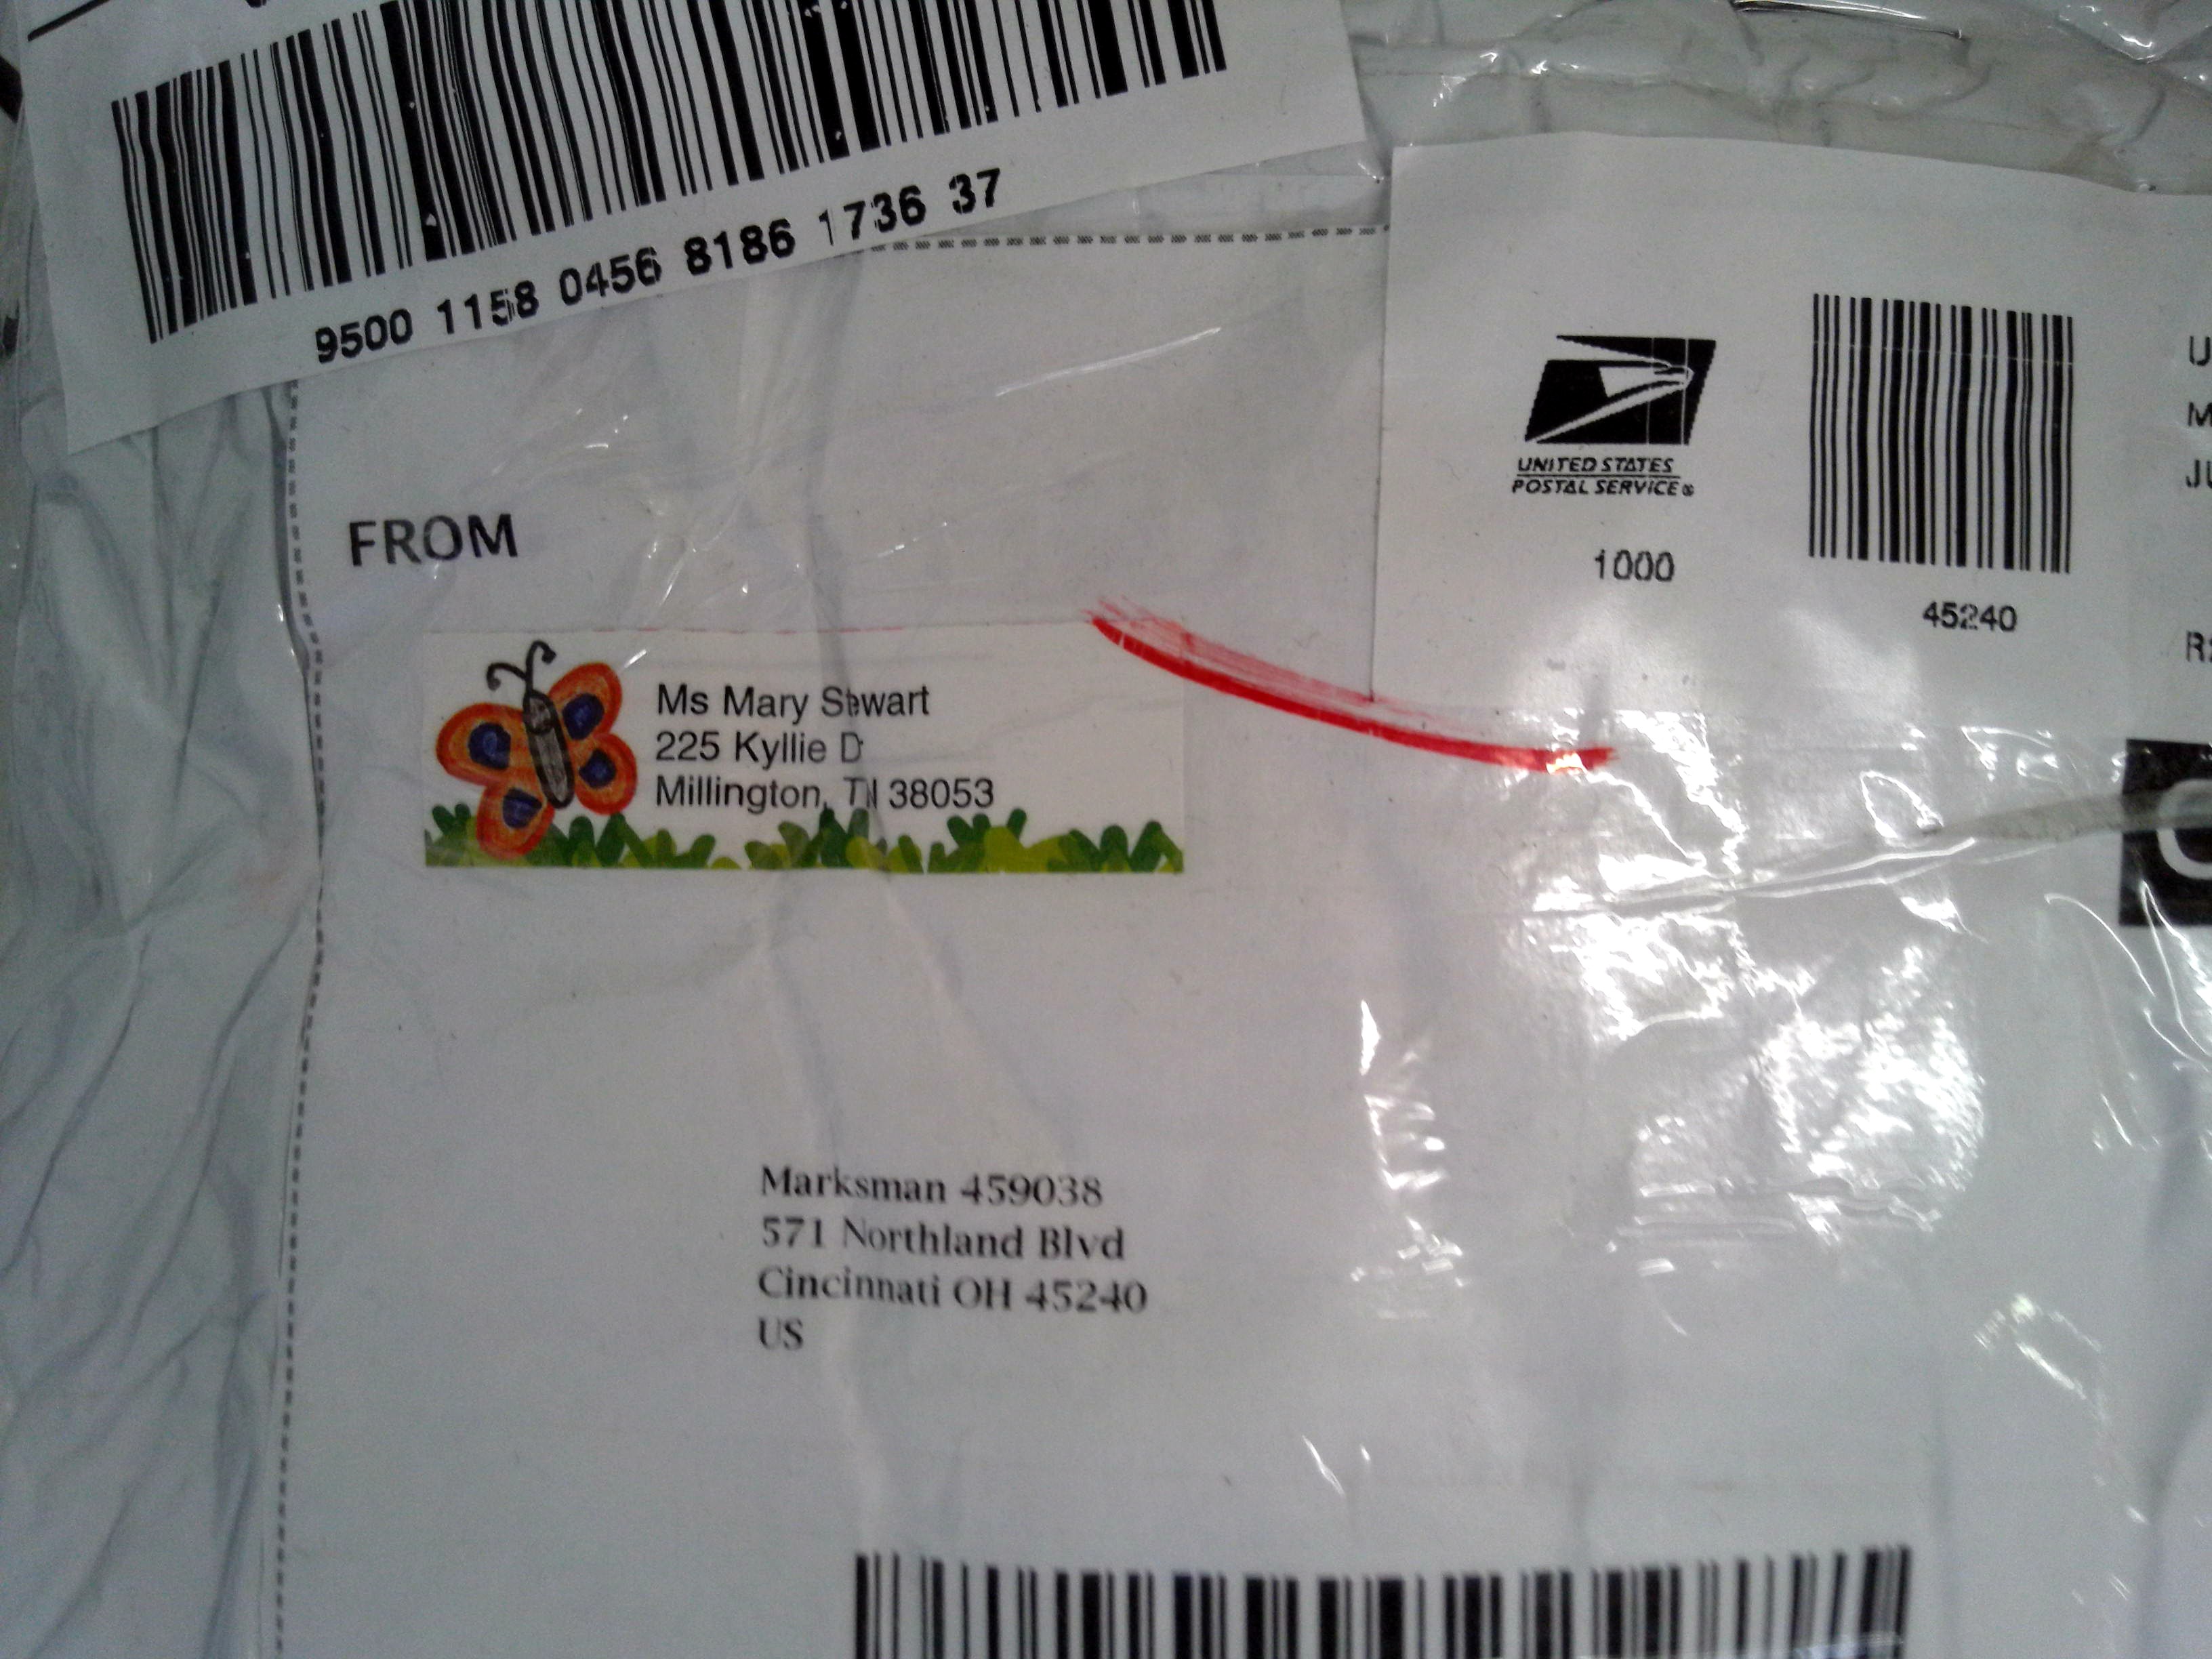 9500 1158 0456 8186 1736 37
UNITED STATES
POSTAL SERVICE®
1000
45240
FROM
Ms Mary Stewart
225 Kyllie D
Millington, TN 38053
Marksman 459038
571 Northland Blvd
Cincinnati OH 45240
US